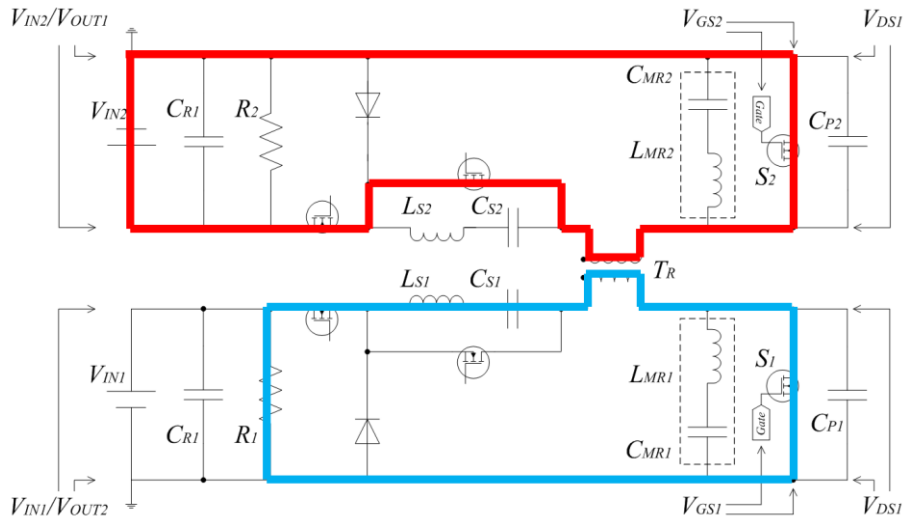 VIN2/VOUT1
VGS2
VDS1
CMR2
VIN2
CR1
R2
Gate
CP2
LMR2
S2
LS2
CS2
TR
LS1
CS1
S1
VIN1
LMR1
Gate
CR1
R1
CMR1
CP1
VIN1/VOUT2
VGS1
VDS1